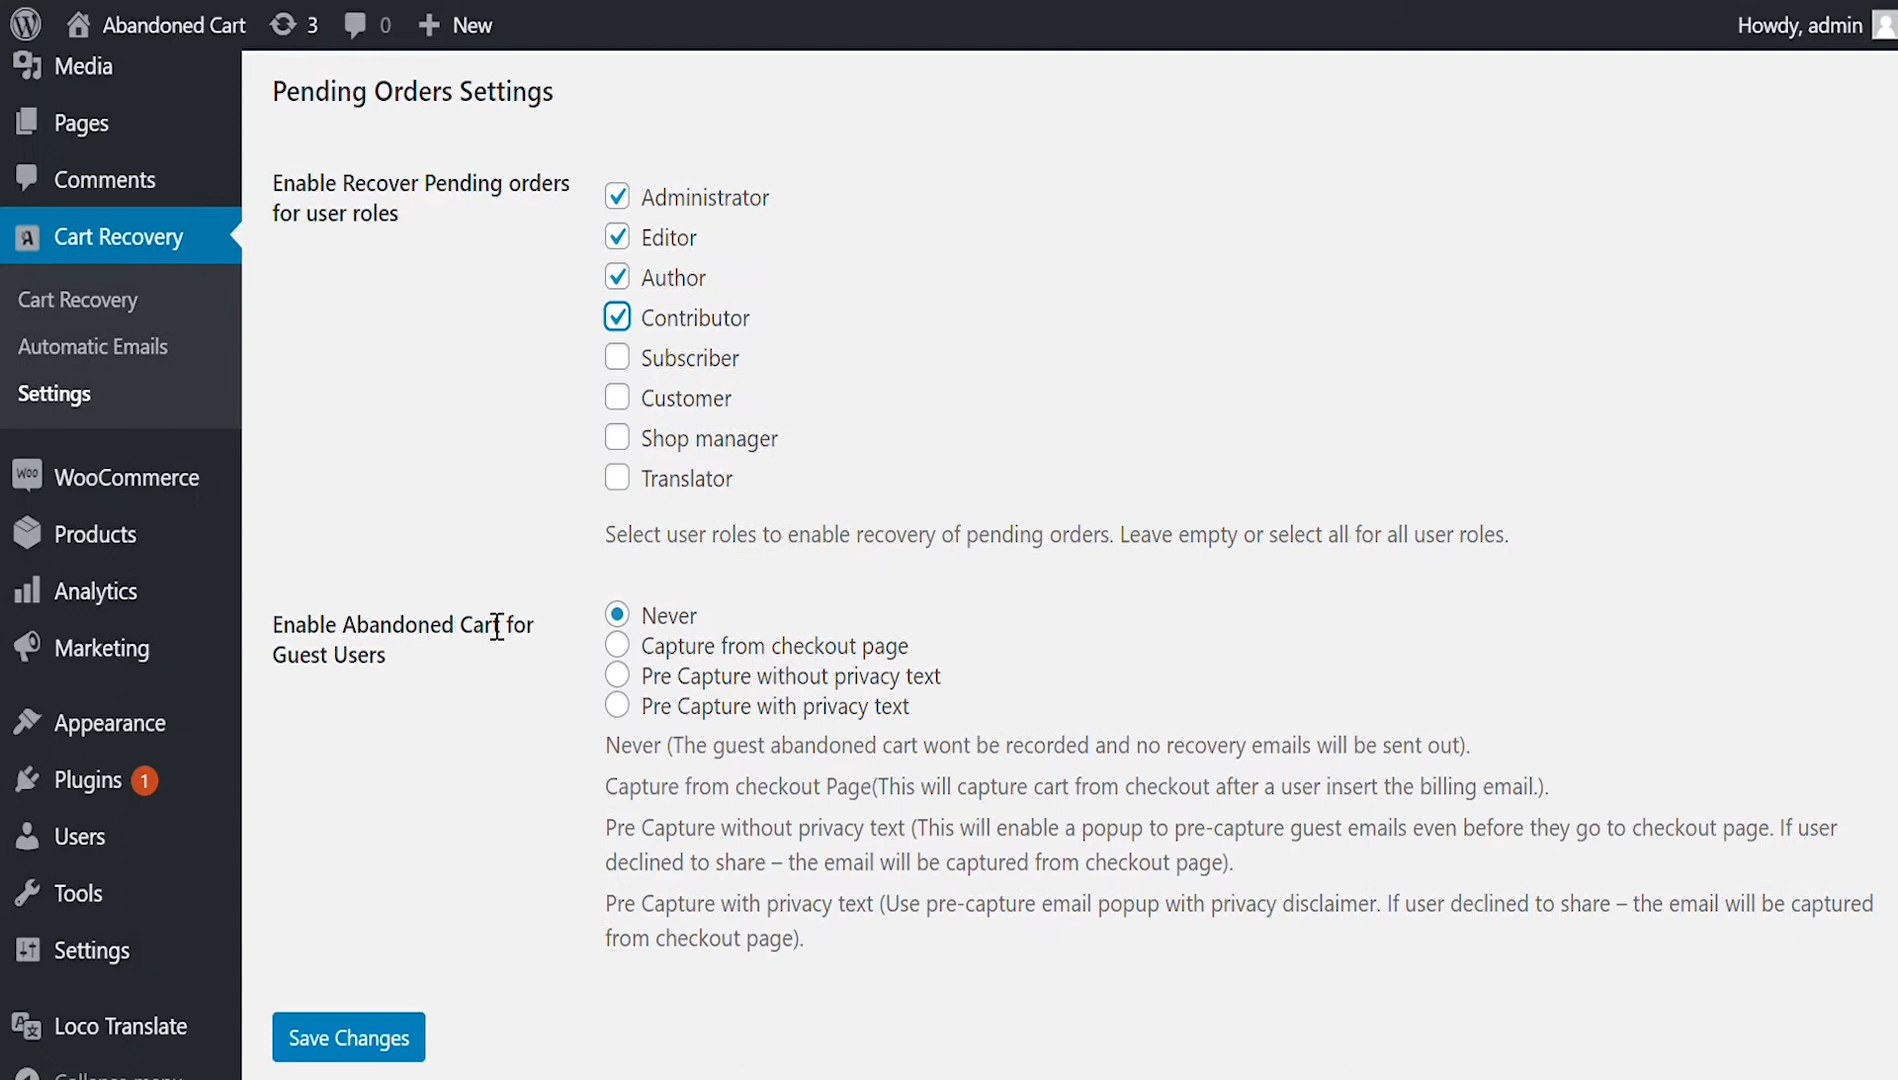 Abandoned Cart 3 0 New Howdy, admin
Media
Pages
Comments
Cart Recovery
Cart Recovery
Automatic Emails
Settings
WOO WooCommerce
Products
Analytics
Marketing
Appearance
Plugins 1
Users
Tools
Settings
Loco Translate
Collapse menu
Pending Orders Settings
Enable Recover Pending orders
for user roles
Administrator
Editor
Author
Contributor
Subscriber
Customer
Shop manager
Translator
Select user roles to enable recovery of pending orders. Leave empty or select all for all user roles.
Enable Abandoned Cart for
Guest Users
Never
Capture from checkout page
Pre Capture without privacy text
Pre Capture with privacy text
Never (The guest abandoned cart wont be recorded and no recovery emails will be sent out).
Capture from checkout Page(This will capture cart from checkout after a user insert the billing email.).
Pre Capture without privacy text (This will enable a popup to pre-capture guest emails even before they go to checkout page. If user
declined to share – the email will be captured from checkout page).
Pre Capture with privacy text (Use pre-capture email popup with privacy disclaimer. If user declined to share – the email will be captured
from checkout page).
Save Changes